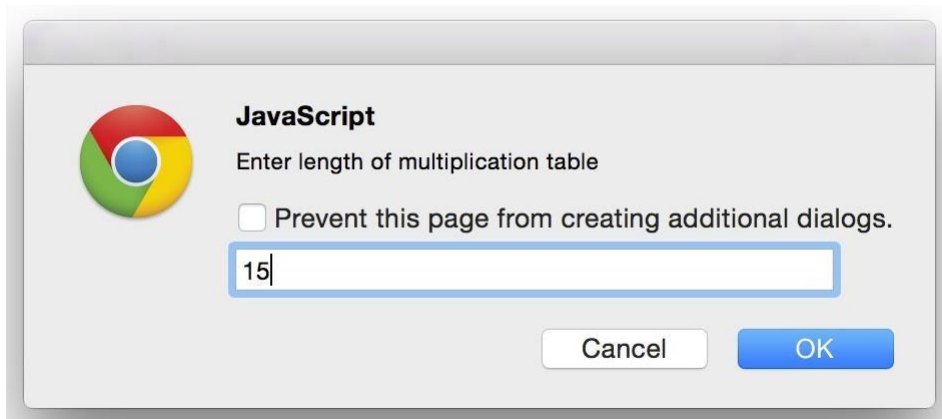 JavaScript
Enter length of multiplication table
Prevent this page from creating additional dialogs.
15
Cancel
OK